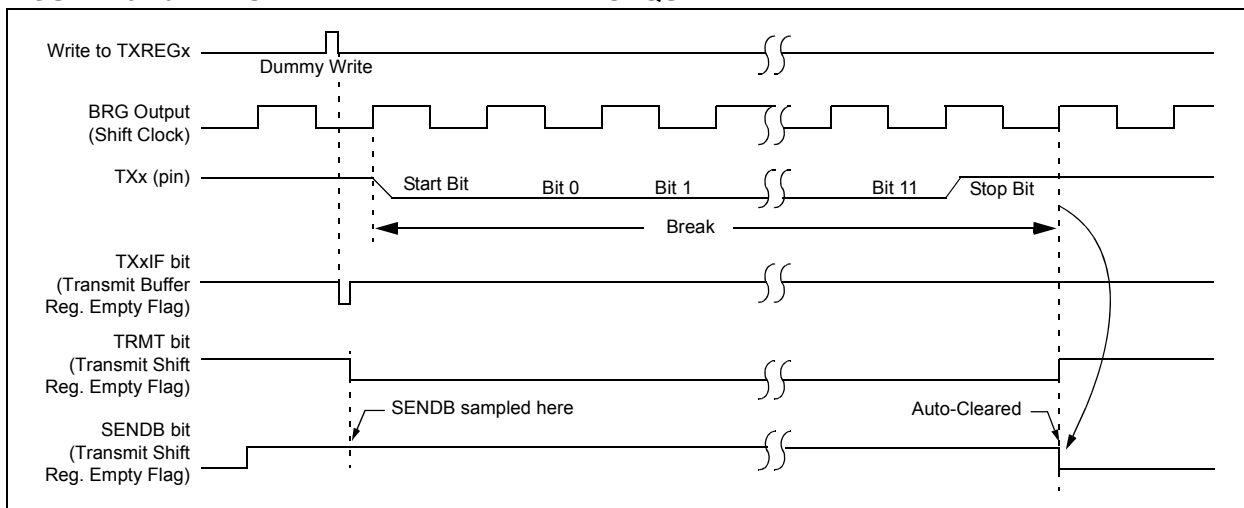 Write to TXREGx
Dummy Write
BRG Output
(Shift Clock)
TXx (pin)
Start Bit
Bit 0
Bit 1
Bit 11
Stop Bit
Break
TXxIF bit
(Transmit Buffer
Reg. Empty Flag)
TRMT bit
(Transmit Shift
Reg. Empty Flag)
SENDB sampled here
Auto-Cleared
SENDB bit
(Transmit Shift
Reg. Empty Flag)